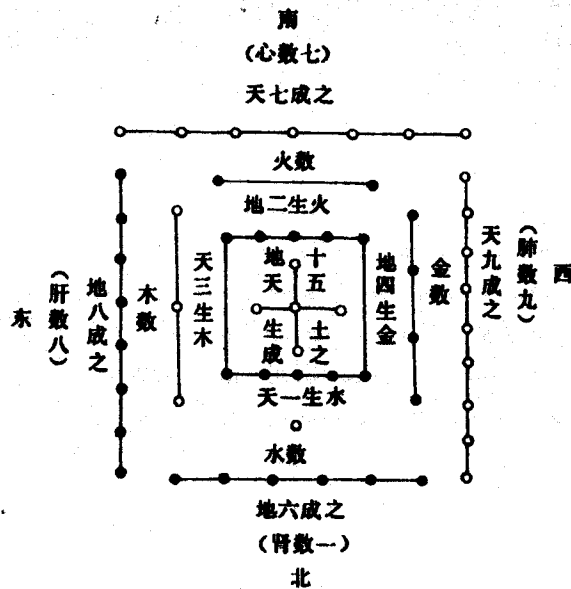 南
（心数七）
天七成之
火数
地二生火
东
（肝数八）
地八成之
木数
天三生木
地十
天五
生土
成之
地四生金
金数
天九成之
（肺数九）
西
天一生水
水数
地六成之
（肾数一）
北